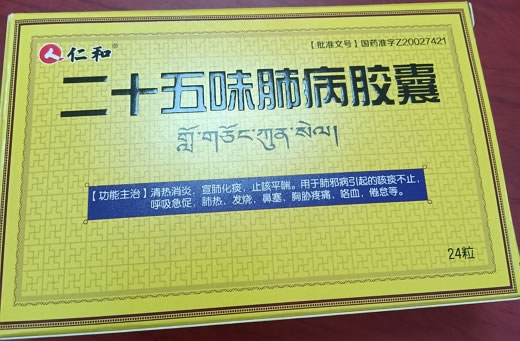 仁和®
【批准文号】国药准字Z20027421
二十五味肺病胶囊
གློ་གཅོང་ཀུན་སེལ།
【功能主治】清热消炎，宣肺化痰，止咳平喘。用于肺邪病引起的咳痰不止，
呼吸急促，肺热，发烧，鼻塞，胸胁疼痛，咯血，倦怠等。
24粒